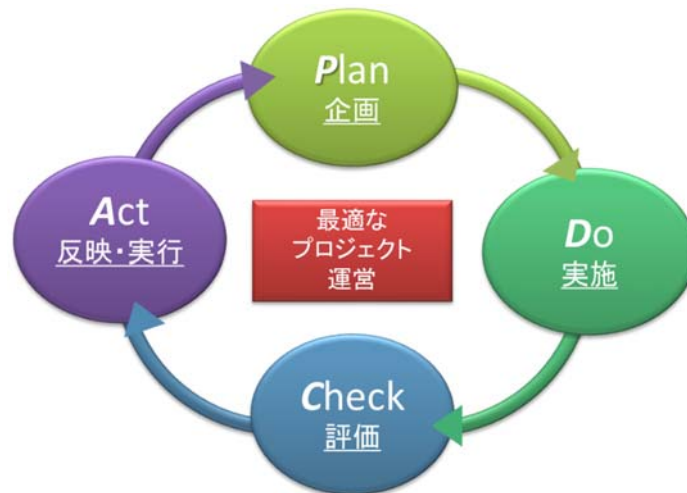 Plan
企画
Do
実施
Check
評価
Act
反映・実行
最適な
プロジェクト
運営